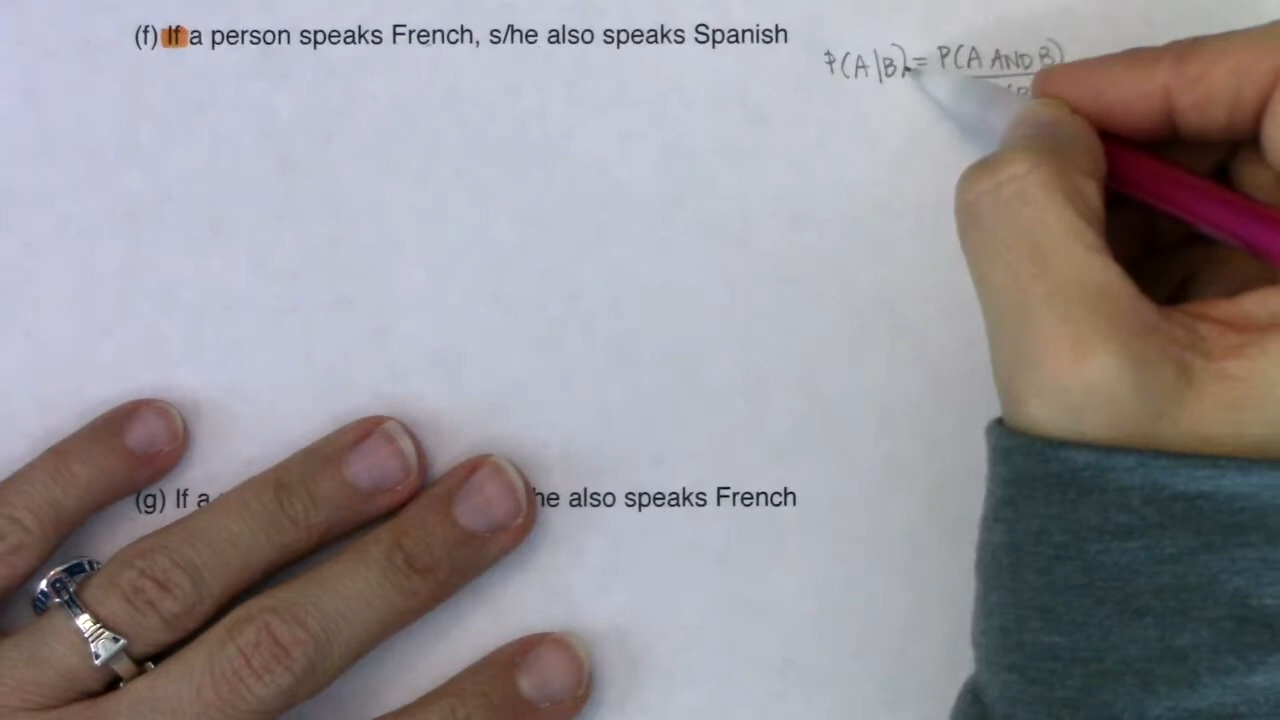 (f) If a person speaks French, s/he also speaks Spanish
P(A|B) = P(A AND B)
(g) If a he also speaks French